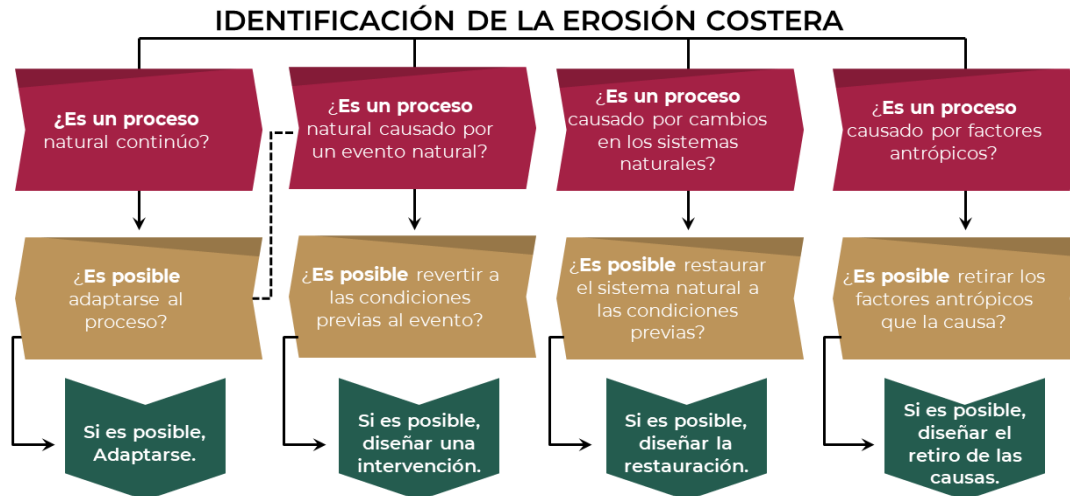 IDENTIFICACIÓN DE LA EROSIÓN COSTERA
¿Es un proceso
natural continúo?
¿Es un proceso
natural causado por
un evento natural?
¿Es un proceso
causado por cambios
en los sistemas
naturales?
¿Es un proceso
causado por factores
antrópicos?
¿Es posible
adaptarse al
proceso?
¿Es posible revertir a
las condiciones
previas al evento?
¿Es posible restaurar
el sistema natural a
las condiciones
previas?
¿Es posible retirar los
factores antrópicos
que la causa?
Si es posible,
Adaptarse.
Si es posible,
diseñar una
intervención.
Si es posible,
diseñar la
restauración.
Si es posible,
diseñar el
retiro de las
causas.